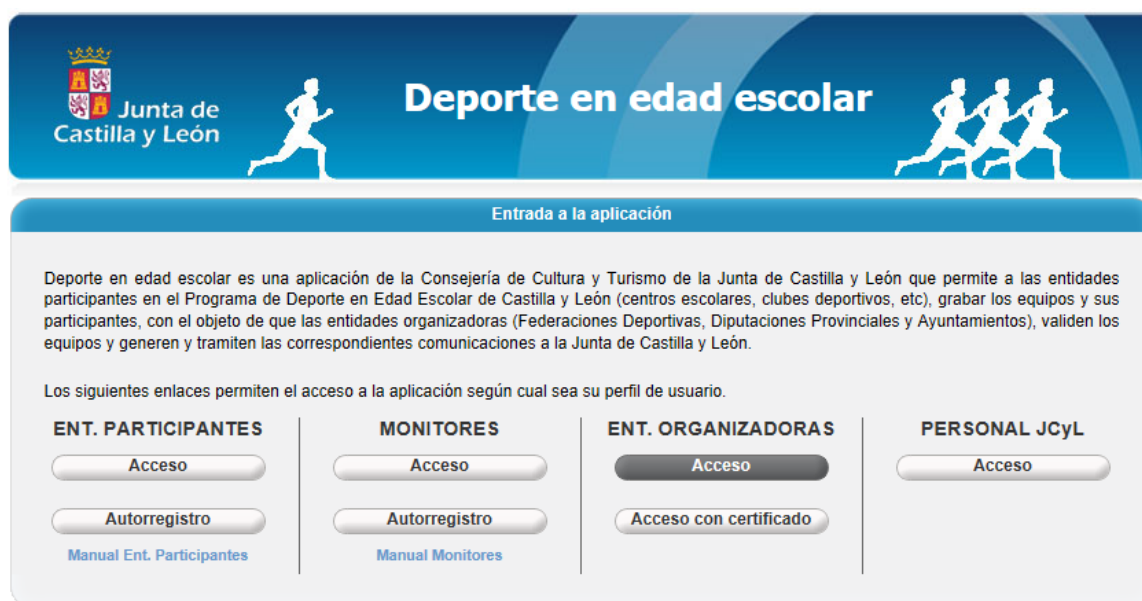 Junta de
Castilla y León
Deporte en edad escolar
Entrada a la aplicación
Deporte en edad escolar es una aplicación de la Consejería de Cultura y Turismo de la Junta de Castilla y León que permite a las entidades
participantes en el Programa de Deporte en Edad Escolar de Castilla y León (centros escolares, clubes deportivos, etc), grabar los equipos y sus
participantes, con el objeto de que las entidades organizadoras (Federaciones Deportivas, Diputaciones Provinciales y Ayuntamientos), validen los
equipos y generen y tramiten las correspondientes comunicaciones a la Junta de Castilla y León.
Los siguientes enlaces permiten el acceso a la aplicación según cual sea su perfil de usuario.
ENT. PARTICIPANTES
Acceso
Autorregistro
Manual Ent. Participantes
MONITORES
Acceso
Autorregistro
Manual Monitores
ENT. ORGANIZADORAS
Acceso
Acceso con certificado
PERSONAL JCyL
Acceso